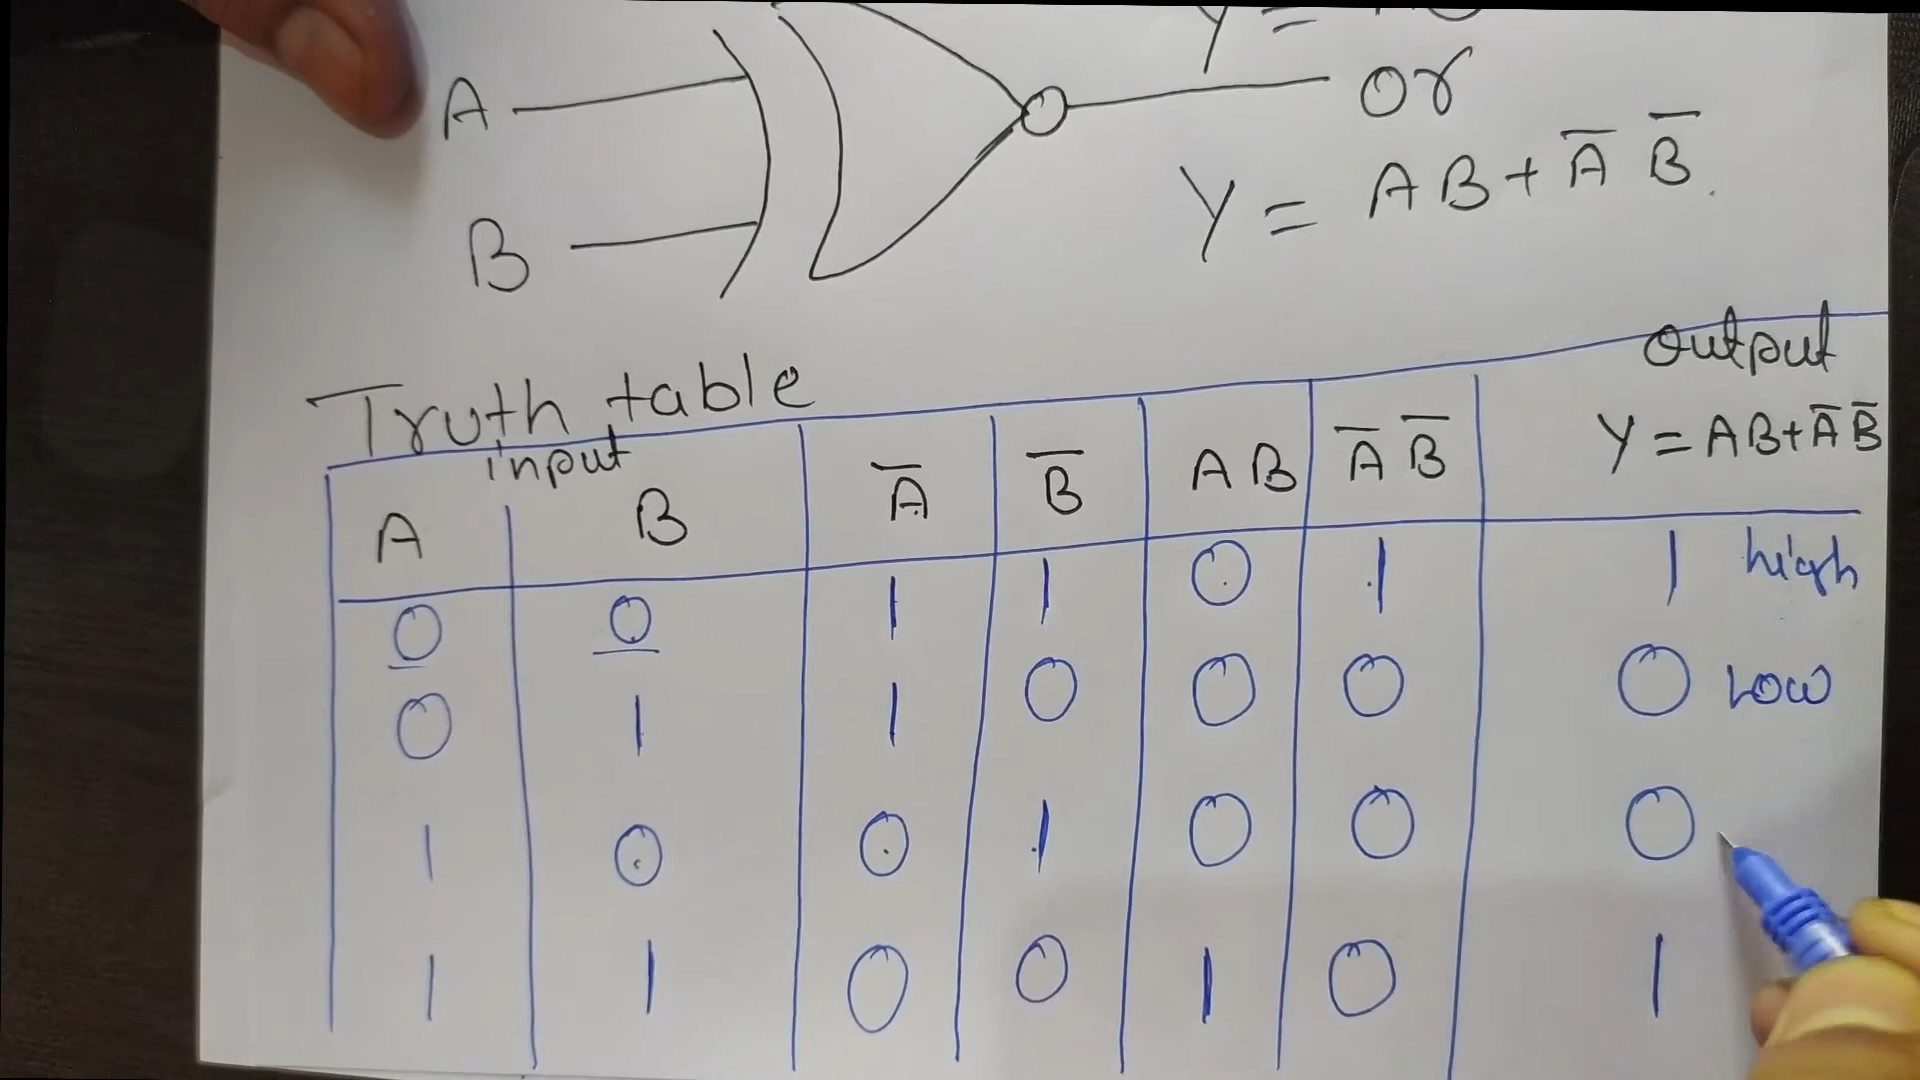 Y =
A
or
B
Y = AB + A̅ B̅.
Truth table
input
output
A B A̅ B̅ AB A̅ B̅ Y = AB + A̅ B̅
0 0 1 1 0 1 1 high
0 1 1 0 0 0 0 Low
1 0 0 1 0 0 0
1 1 0 0 1 0 1